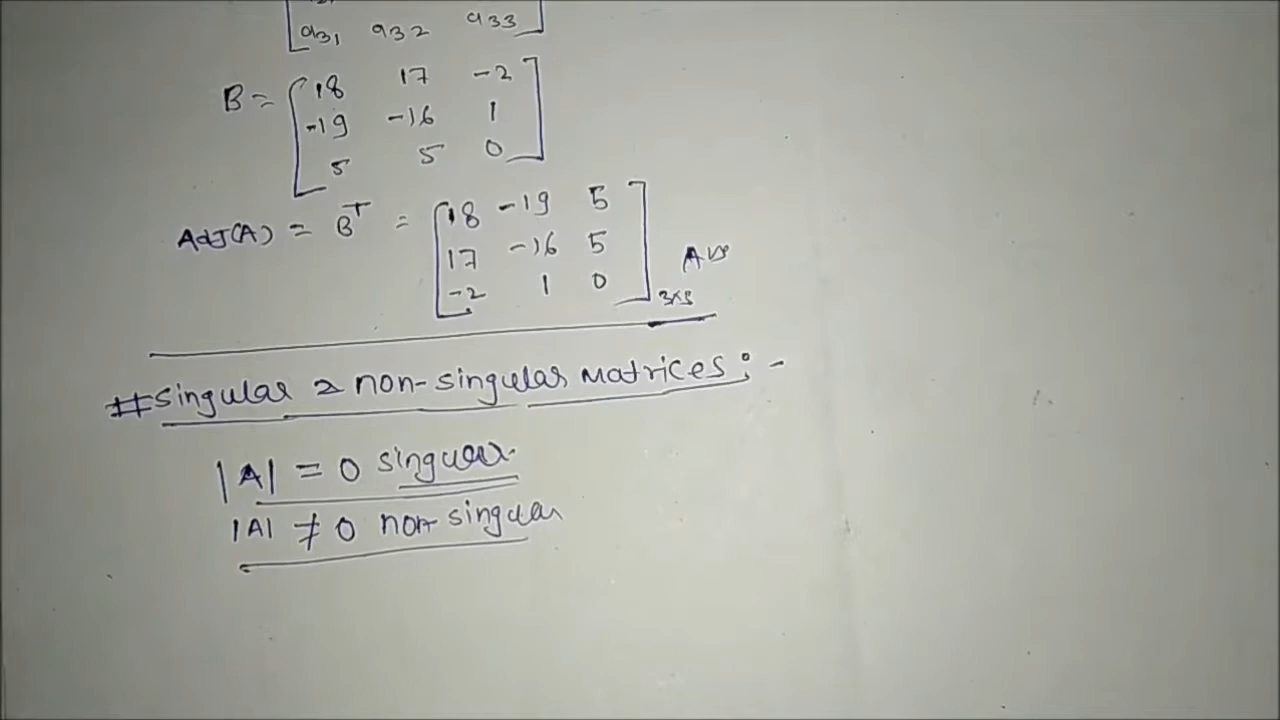 a31 a32 a33
B = [18 17 -2
-19 -16 1
5 5 0]
Adj(A) = B^T = [18 -19 5
17 -16 5
-2 1 0] 3x3 Ans
#singular & non-singular matrices: -
|A| = 0 singular
|A| ≠ 0 non-singular